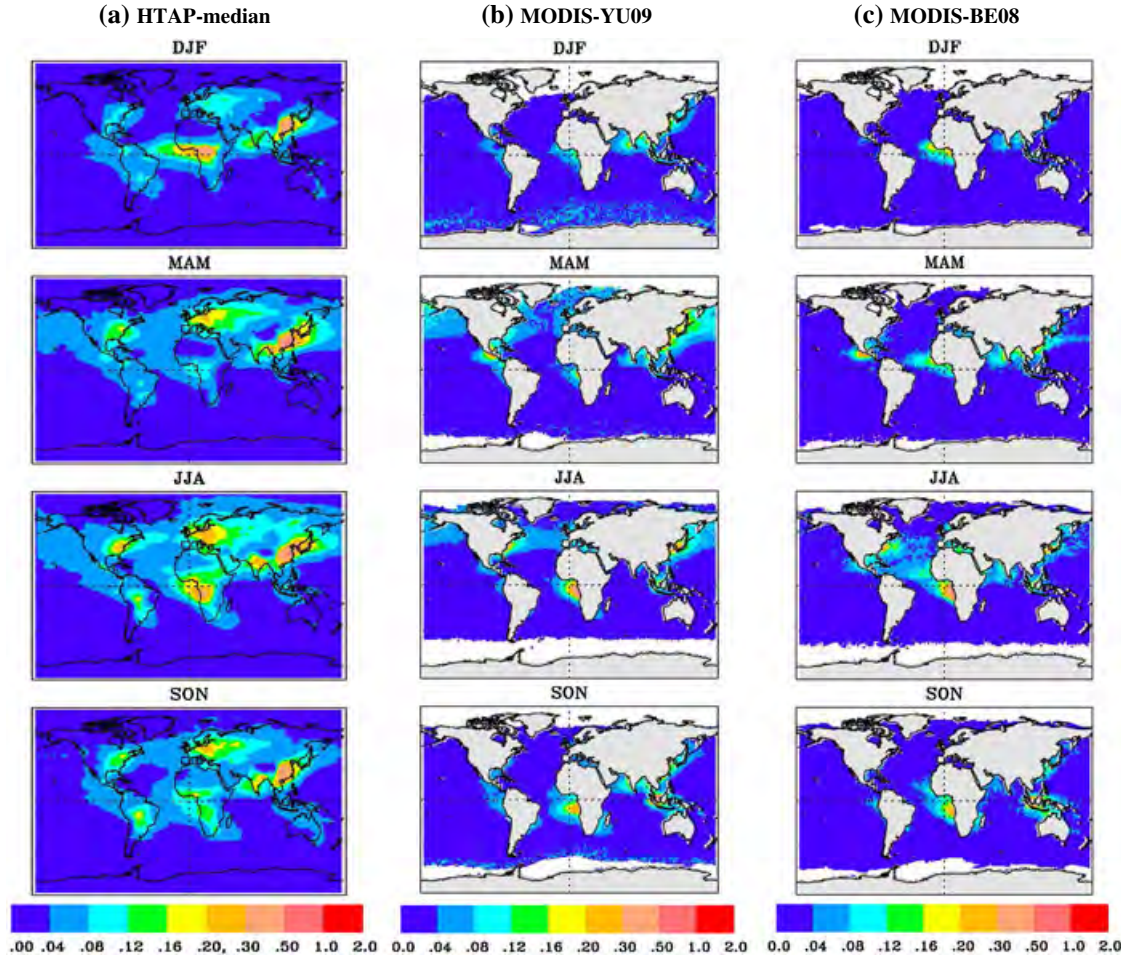 (a) HTAP-median (b) MODIS-YU09 (c) MODIS-BE08
DJF DJF DJF
MAM MAM MAM
JJA JJA JJA
SON SON SON
.00 .04 .08 .12 .16 .20, .30 .50 1.0 2.0
0.0 .04 .08 .12 .16 .20 .30 .50 1.0 2.0
0.0 .04 .08 .12 .16 .20 .30 .50 1.0 2.0